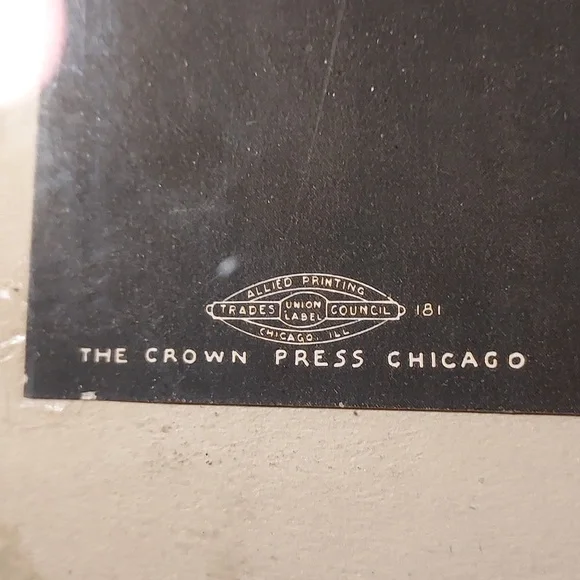 ALLIED PRINTING
TRADES UNION LABEL COUNCIL 181
CHICAGO, ILL
THE CROWN PRESS CHICAGO